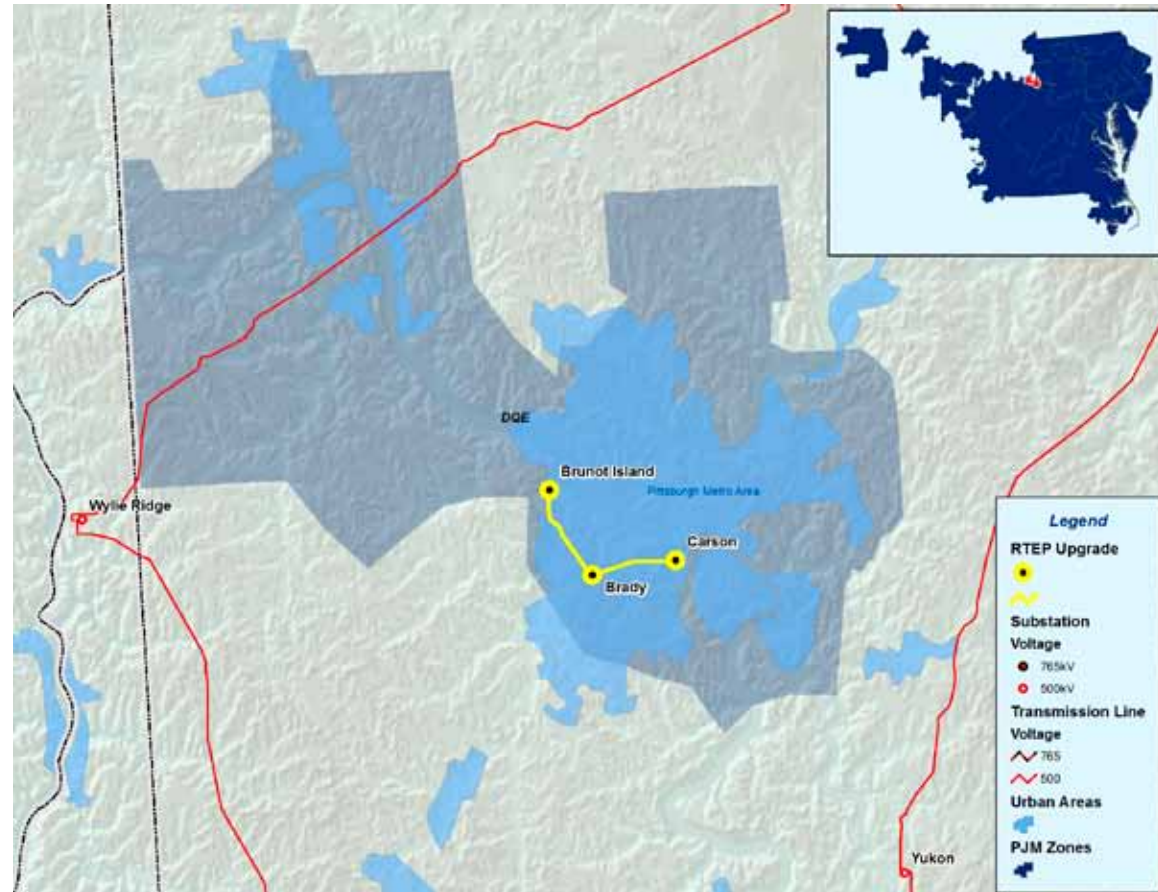 DQE
Brunot Island
Pittsburgh Metro Area
Wylie Ridge
Carson
Brady
Yukon
Legend
RTEP Upgrade
Substation
Voltage
765kV
500kV
Transmission Line
Voltage
765
500
Urban Areas
PJM Zones